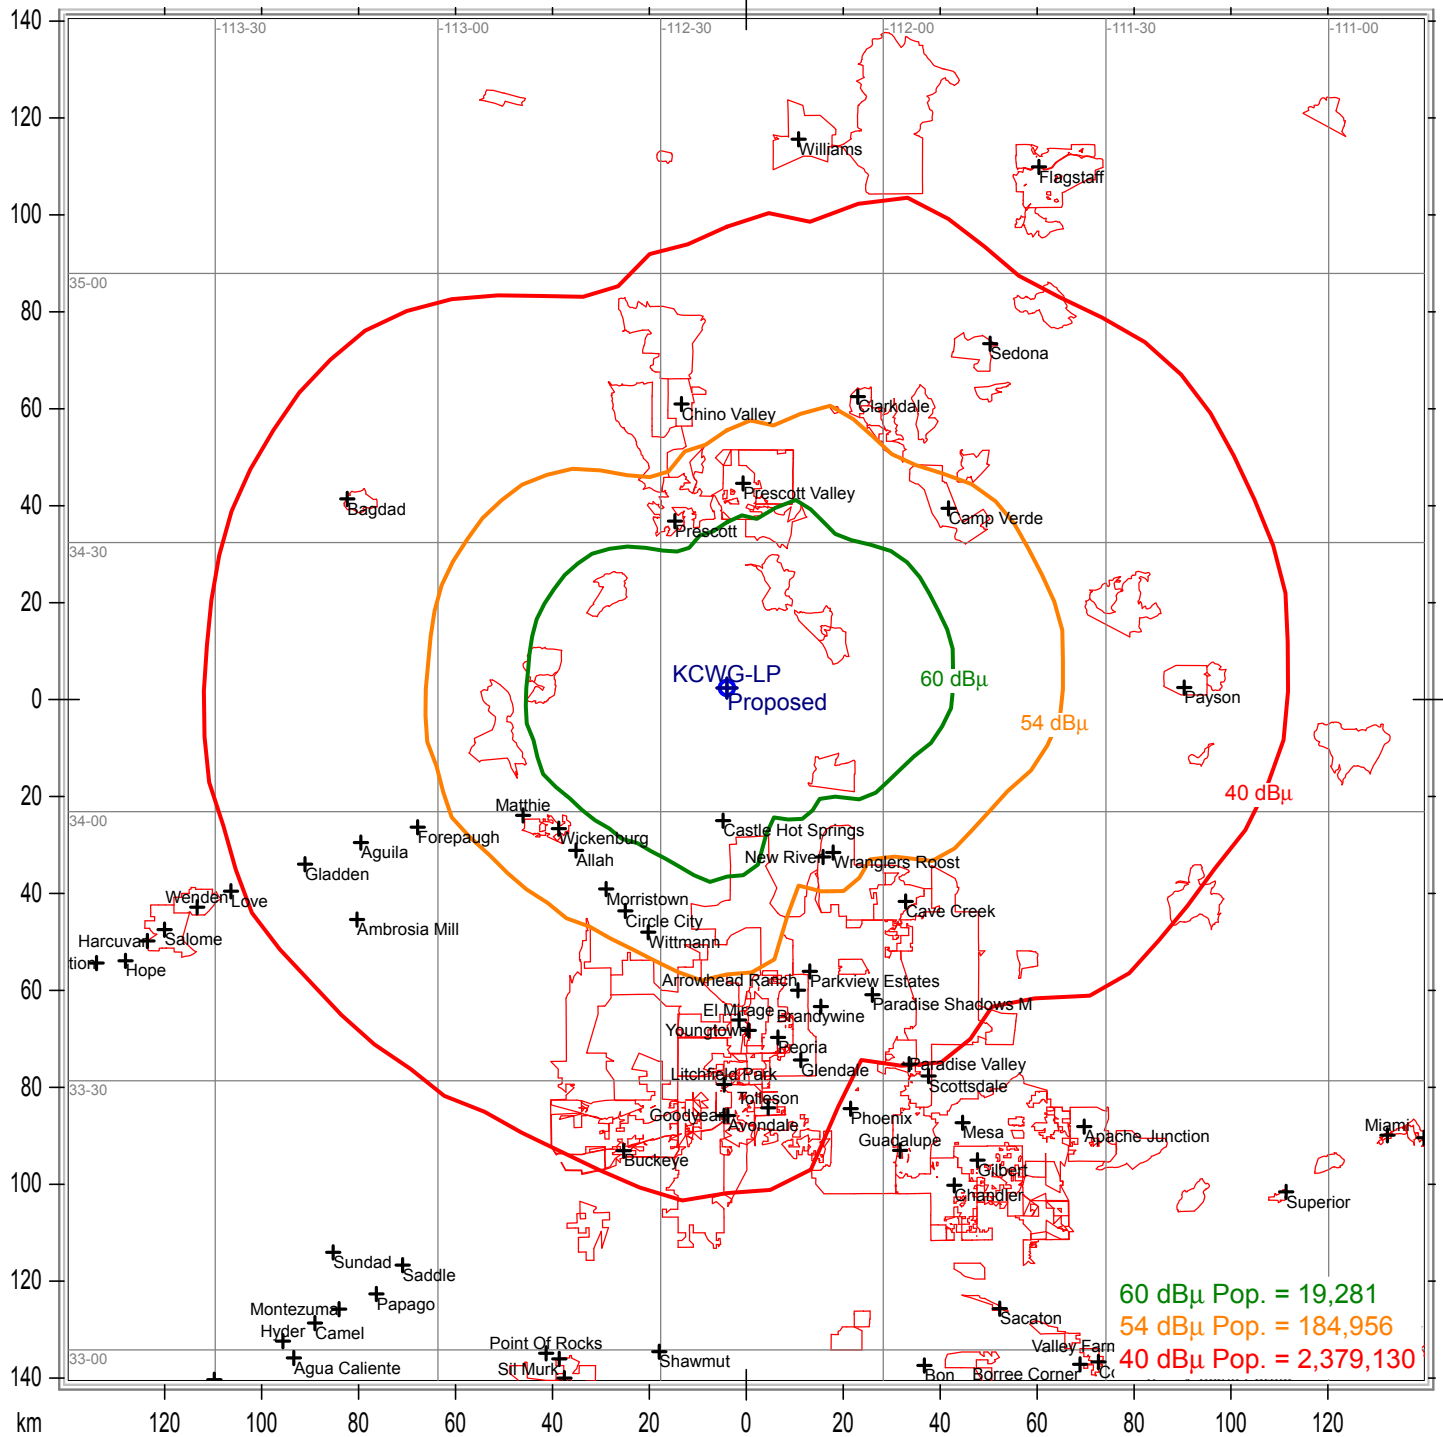 140
-113-30
-113-00
-112-30
-112-00
-111-30
-111-00
120
Williams
Flagstaff
100
35-00
80
Sedona
60
Chino Valley
Clarkdale
Prescott Valley
40
Bagdad
Camp Verde
Prescott
34-30
20
KCWG-LP
Proposed
60 dBμ
0
Payson
54 dBμ
20
40 dBμ
34-00
Matthie
Castle Hot Springs
Forepaugh
Wickenburg
Aguila
Allah
New River
Wranglers Roost
Gladden
40
Wenden
Love
Morristown
Cave Creek
Circle City
Ambrosia Mill
Harcuvar
Salome
Wittmann
tion
Hope
60
Arrowhead Ranch
Parkview Estates
Paradise Shadows M
El Mirage
Brandywine
Youngtown
Peoria
Glendale
Paradise Valley
Litchfield Park
Scottsdale
80
33-30
Tolleson
Goodyear
Avondale
Phoenix
Guadalupe
Mesa
Apache Junction
Miami
Buckeye
Gilbert
100
Chandler
Superior
Sundad
Saddle
120
Papago
Montezuma
Camel
Sacaton
Hyder
Agua Caliente
Point Of Rocks
Sil Murk
Shawmut
Valley Farm
33-00
Bon
Borree Corner
140
60 dBμ Pop. = 19,281
54 dBμ Pop. = 184,956
40 dBμ Pop. = 2,379,130
km
120
100
80
60
40
20
0
20
40
60
80
100
120